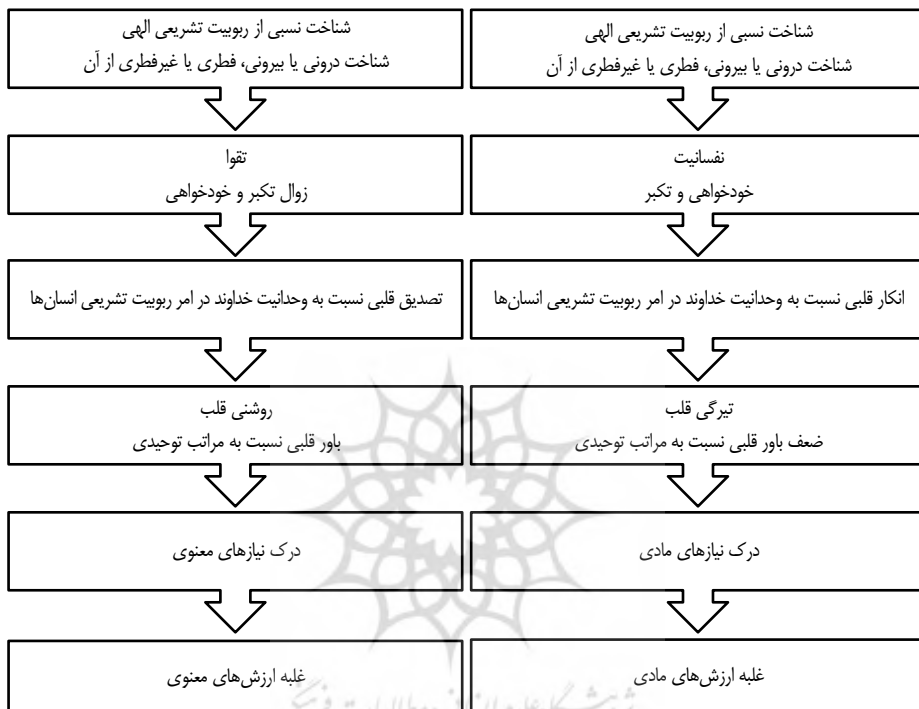 شناخت نسبی از ربوبیت تشریعی الهی
شناخت درونی یا بیرونی، فطری یا غیرفطری از آن
نفسانیت
خودخواهی و تکبر
انکار قلبی نسبت به وحدانیت خداوند در امر ربوبیت تشریعی انسان‌ها
تیرگی قلب
ضعف باور قلبی نسبت به مراتب توحیدی
درک نیازهای مادی
غلبه ارزش‌های مادی
شناخت نسبی از ربوبیت تشریعی الهی
شناخت درونی یا بیرونی، فطری یا غیرفطری از آن
تقوا
زوال تکبر و خودخواهی
تصدیق قلبی نسبت به وحدانیت خداوند در امر ربوبیت تشریعی انسان‌ها
روشنی قلب
باور قلبی نسبت به مراتب توحیدی
درک نیازهای معنوی
غلبه ارزش‌های معنوی